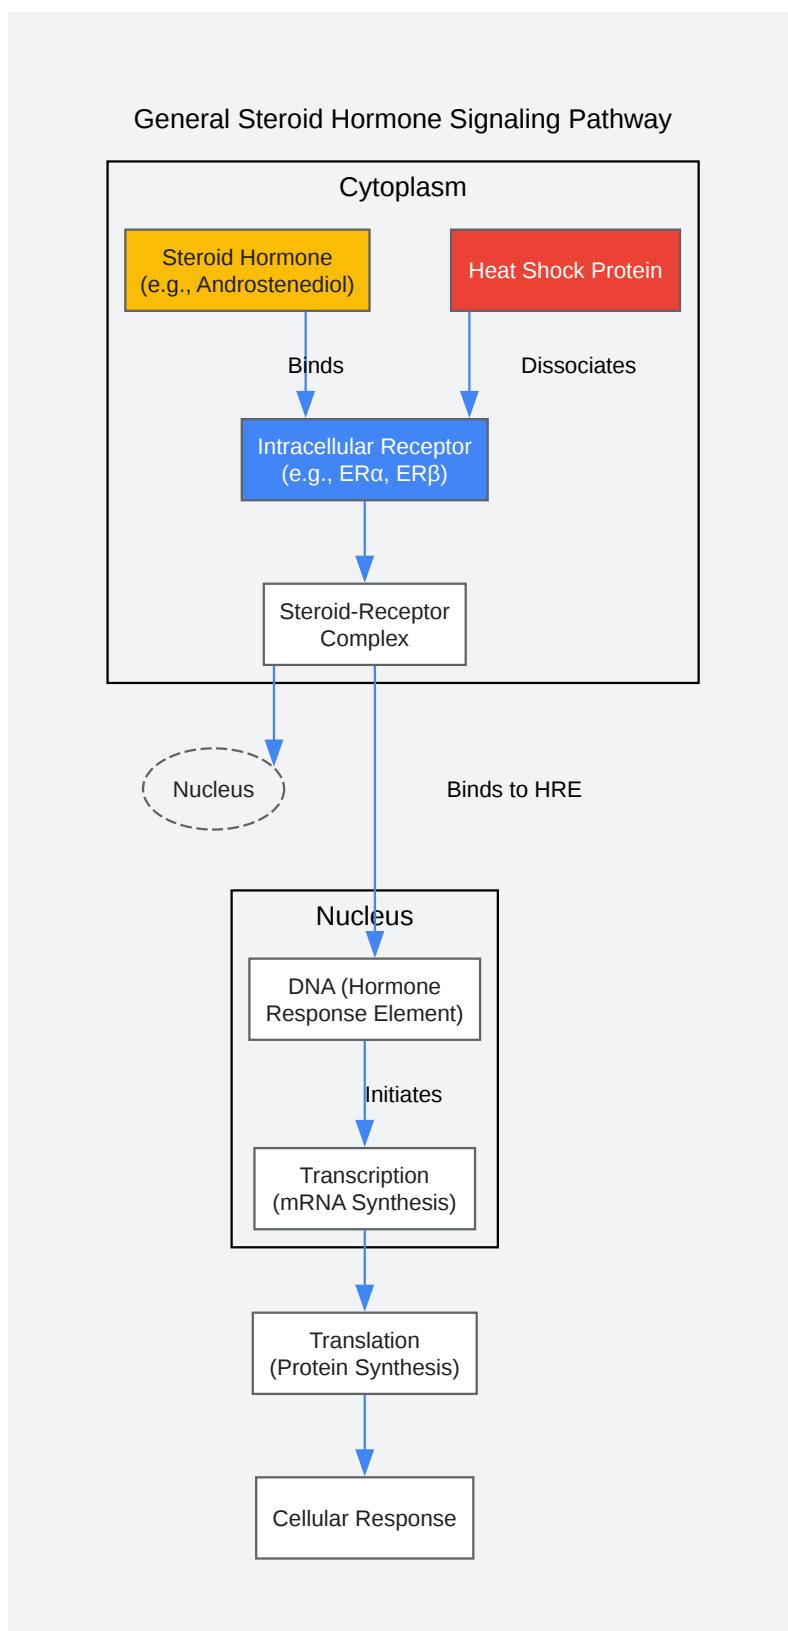 General Steroid Hormone Signaling Pathway
Cytoplasm
Steroid Hormone
(e.g., Androstenediol)
Heat Shock Protein
Binds
Dissociates
Intracellular Receptor
(e.g., ERα, ERβ)
Steroid-Receptor
Complex
Nucleus
Binds to HRE
Nucleus
DNA (Hormone
Response Element)
Initiates
Transcription
(mRNA Synthesis)
Translation
(Protein Synthesis)
Cellular Response